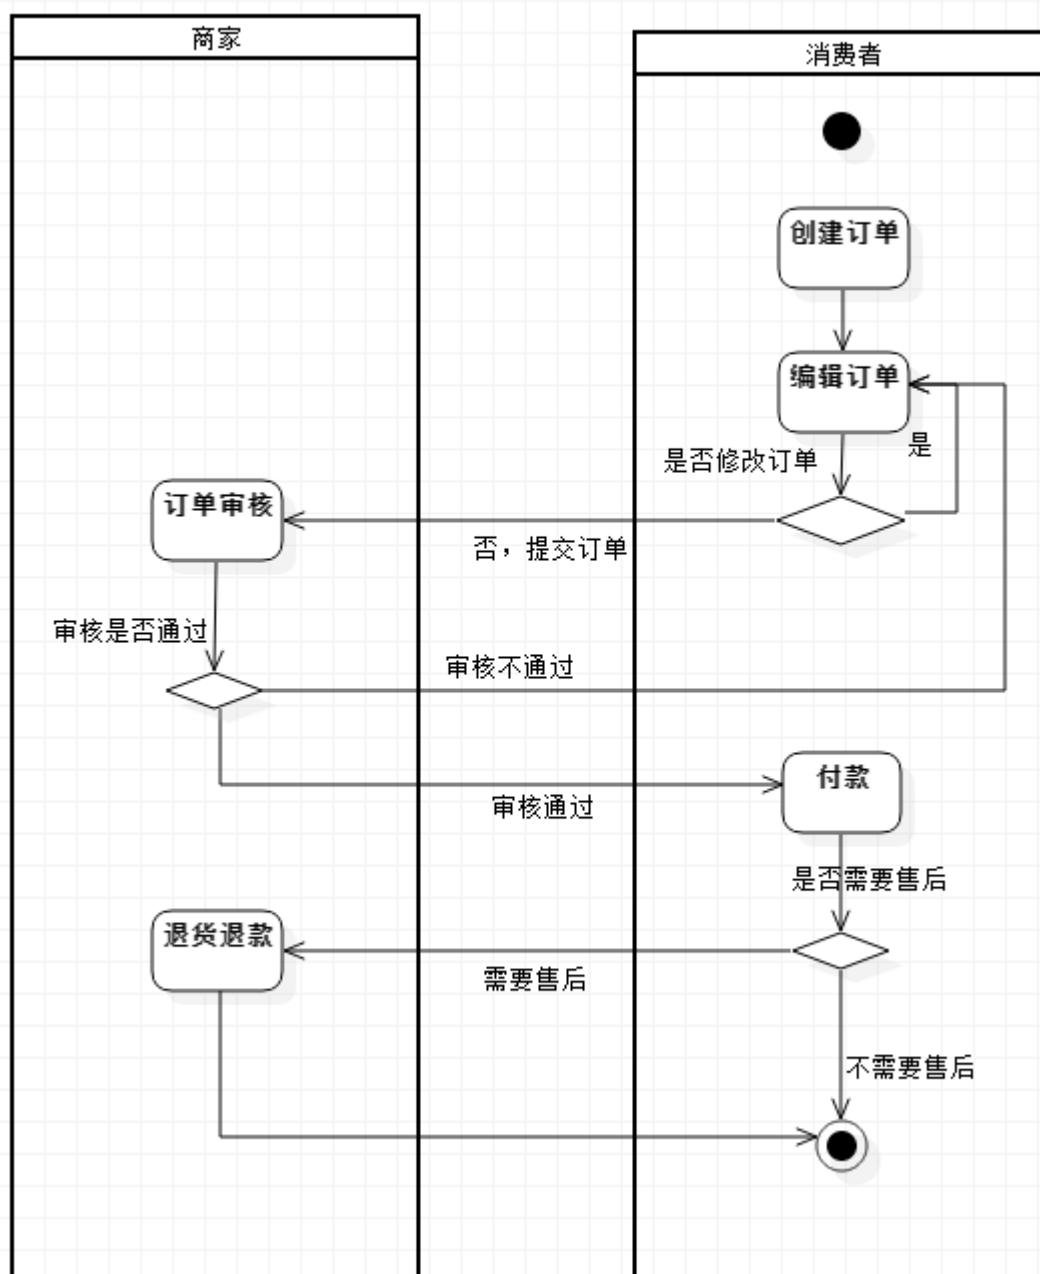 商家
消费者
创建订单
编辑订单
是
是否修改订单
订单审核
否，提交订单
审核是否通过
审核不通过
付款
审核通过
是否需要售后
退货退款
需要售后
不需要售后